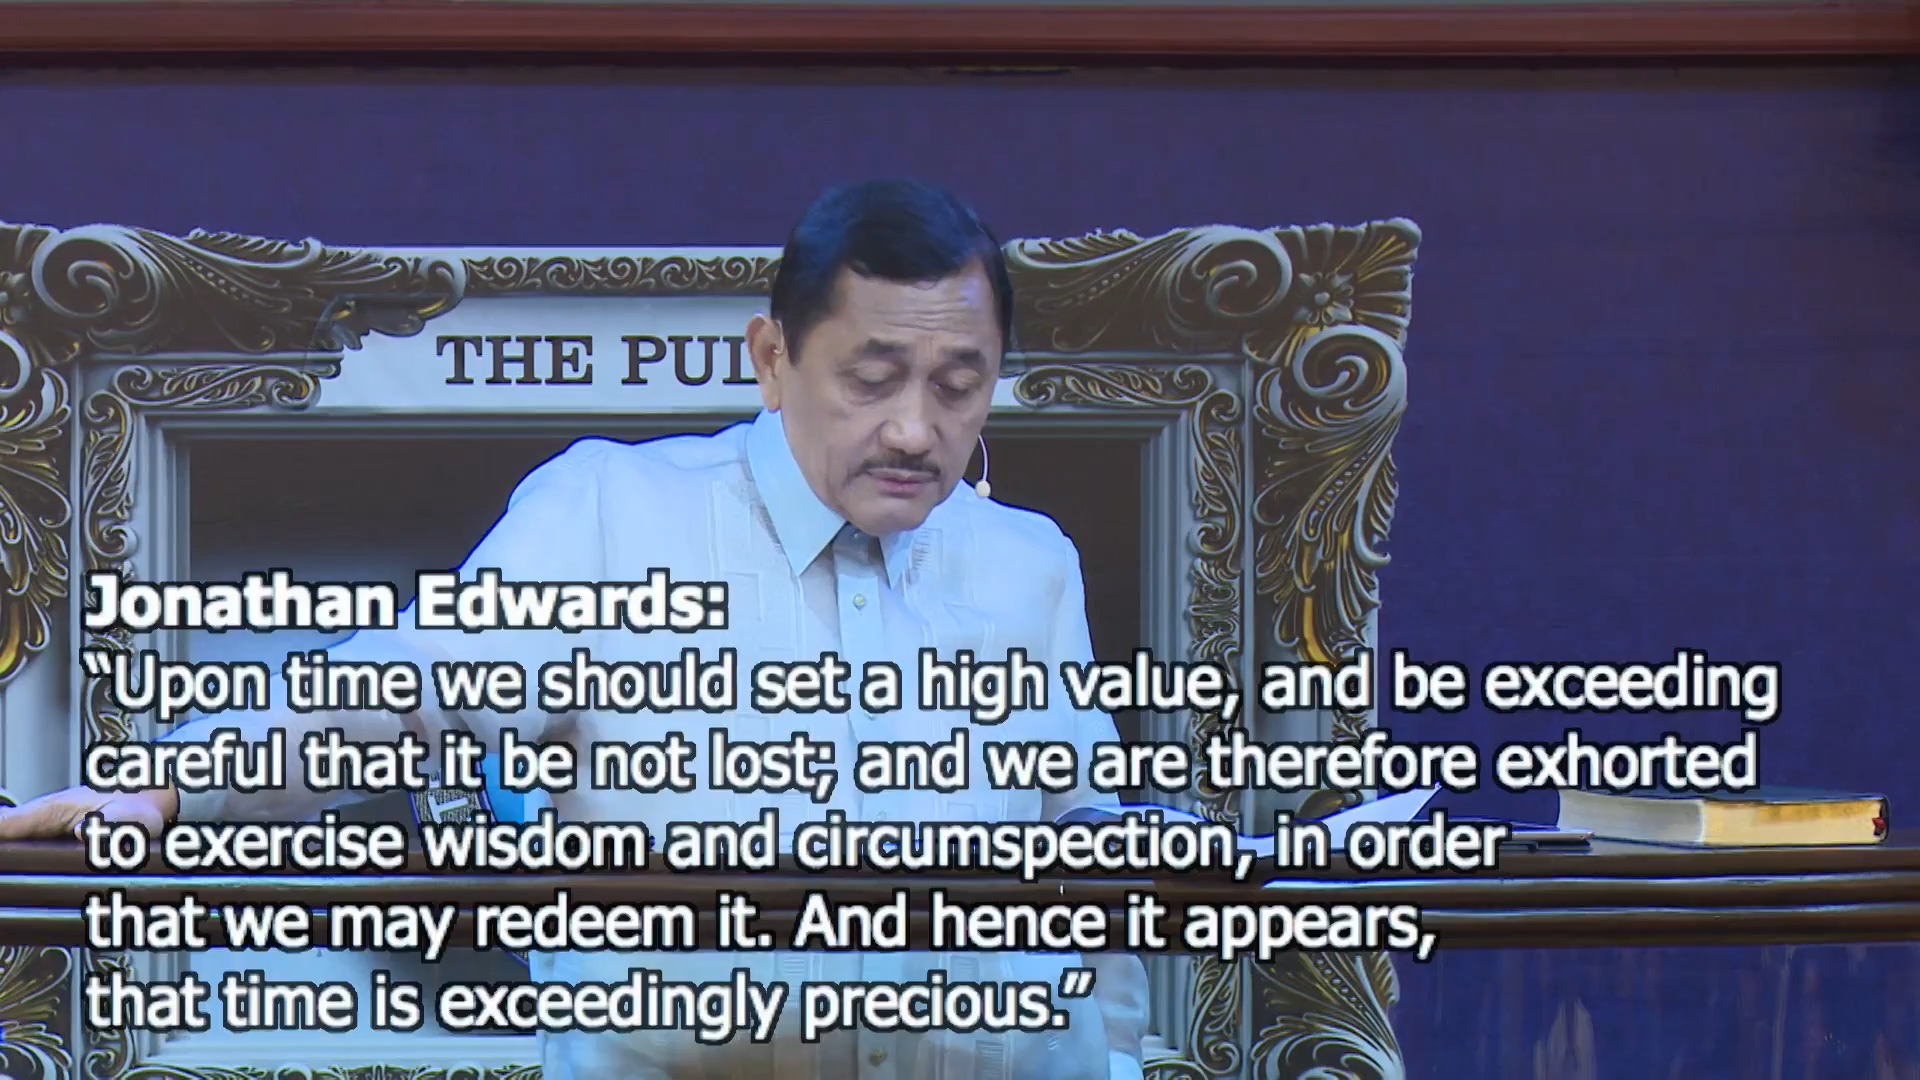 THE PUL
Jonathan Edwards:
“Upon time we should set a high value, and be exceeding
careful that it be not lost; and we are therefore exhorted
to exercise wisdom and circumspection, in order
that we may redeem it. And hence it appears,
that time is exceedingly precious.”